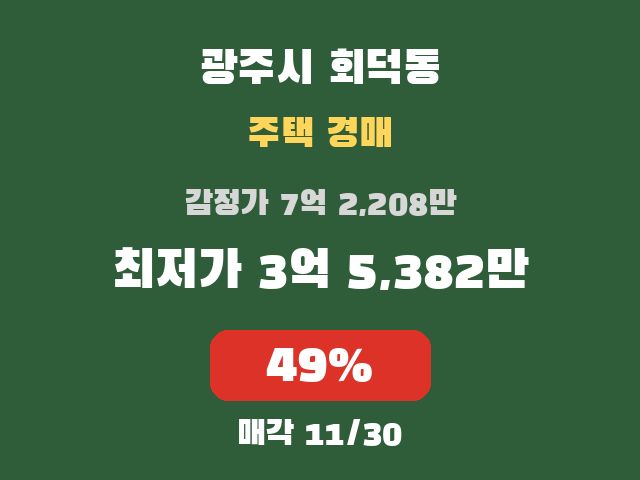 광주시 회덕동
주택 경매
감정가 7억 2,208만
최저가 3억 5,382만
49%
매각 11/30